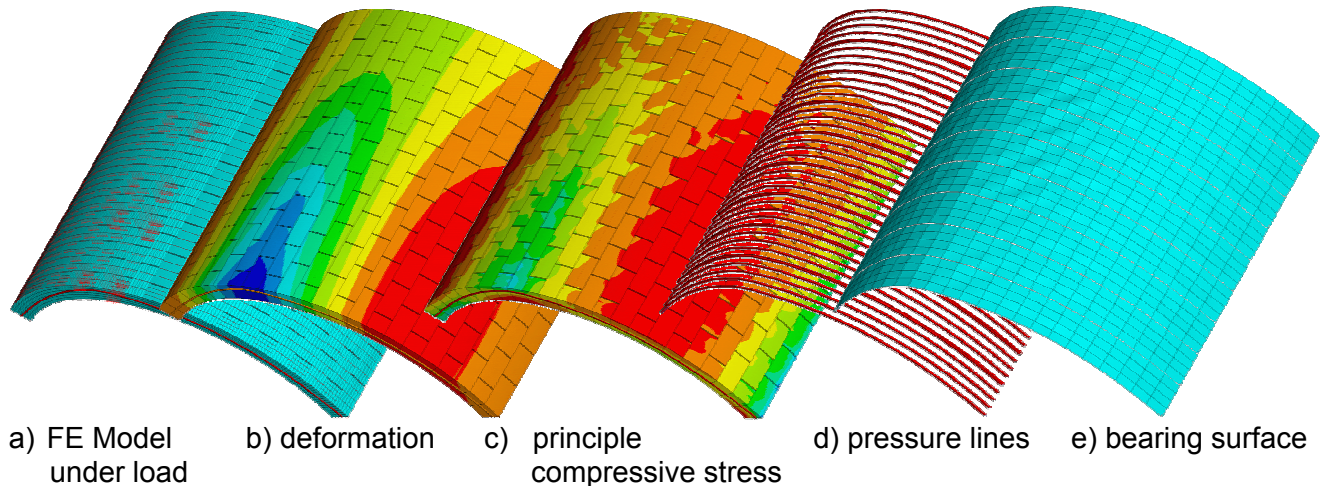 a) FE Model b) deformation c) principle d) pressure lines e) bearing surface
under load compressive stress